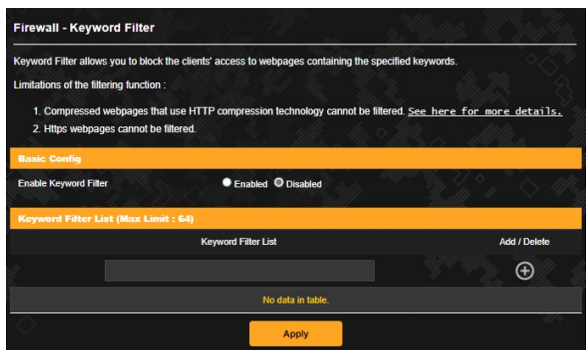 Firewall - Keyword Filter
Keyword Filter allows you to block the clients' access to webpages containing the specified keywords.
Limitations of the filtering function :
1. Compressed webpages that use HTTP compression technology cannot be filtered. See here for more details.
2. Https webpages cannot be filtered.
Basic Config
Enable Keyword Filter Enabled Disabled
Keyword Filter List (Max Limit : 64)
Keyword Filter List Add / Delete
No data in table.
Apply